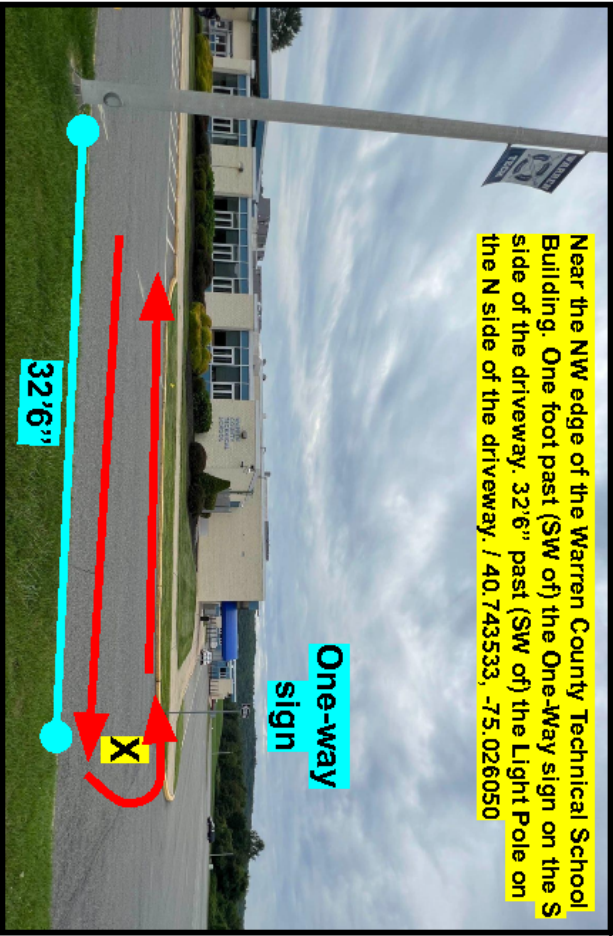 Near the NW edge of the Warren County Technical School
Building. One foot past (SW of) the One-Way sign on the S
side of the driveway. 32'6" past (SW of) the Light Pole on
the N side of the driveway. / 40.743533, -75.026050
WARREN
TECH
One-way
sign
X
32'6"